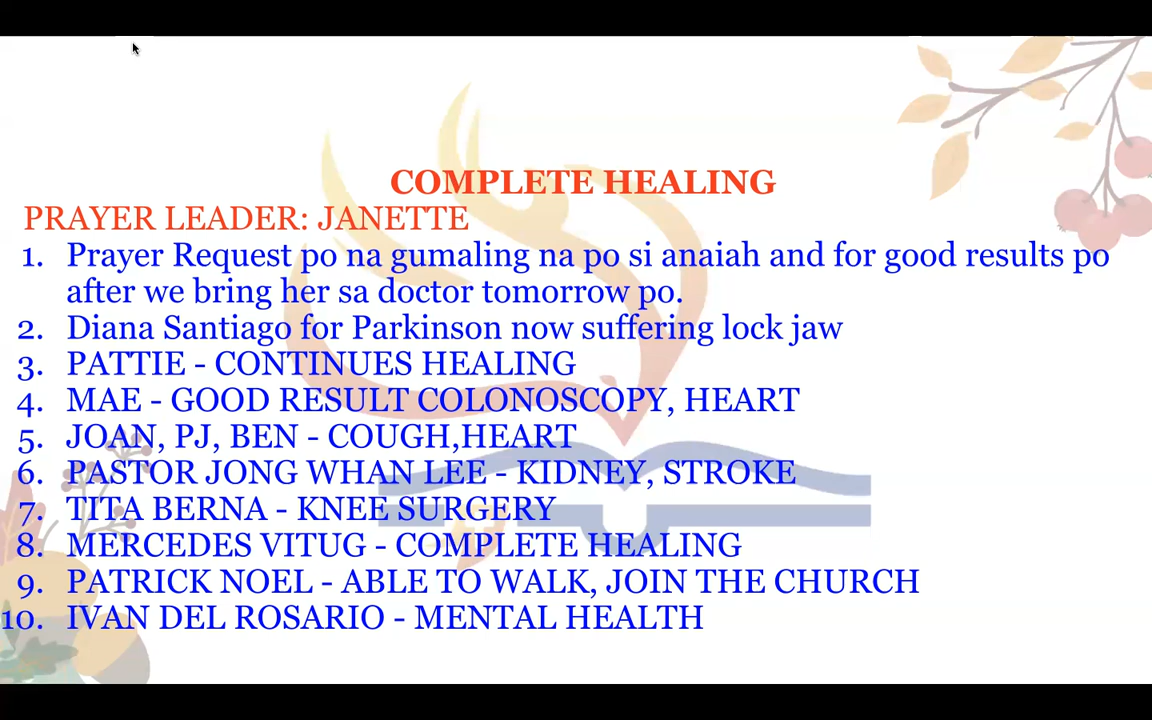 COMPLETE HEALING
PRAYER LEADER: JANETTE
1. Prayer Request po na gumaling na po si anaiah and for good results po
after we bring her sa doctor tomorrow po.
2. Diana Santiago for Parkinson now suffering lock jaw
3. PATTIE - CONTINUES HEALING
4. MAE - GOOD RESULT COLONOSCOPY, HEART
5. JOAN, PJ, BEN - COUGH,HEART
6. PASTOR JONG WHAN LEE - KIDNEY, STROKE
7. TITA BERNA - KNEE SURGERY
8. MERCEDES VITUG - COMPLETE HEALING
9. PATRICK NOEL - ABLE TO WALK, JOIN THE CHURCH
10. IVAN DEL ROSARIO - MENTAL HEALTH